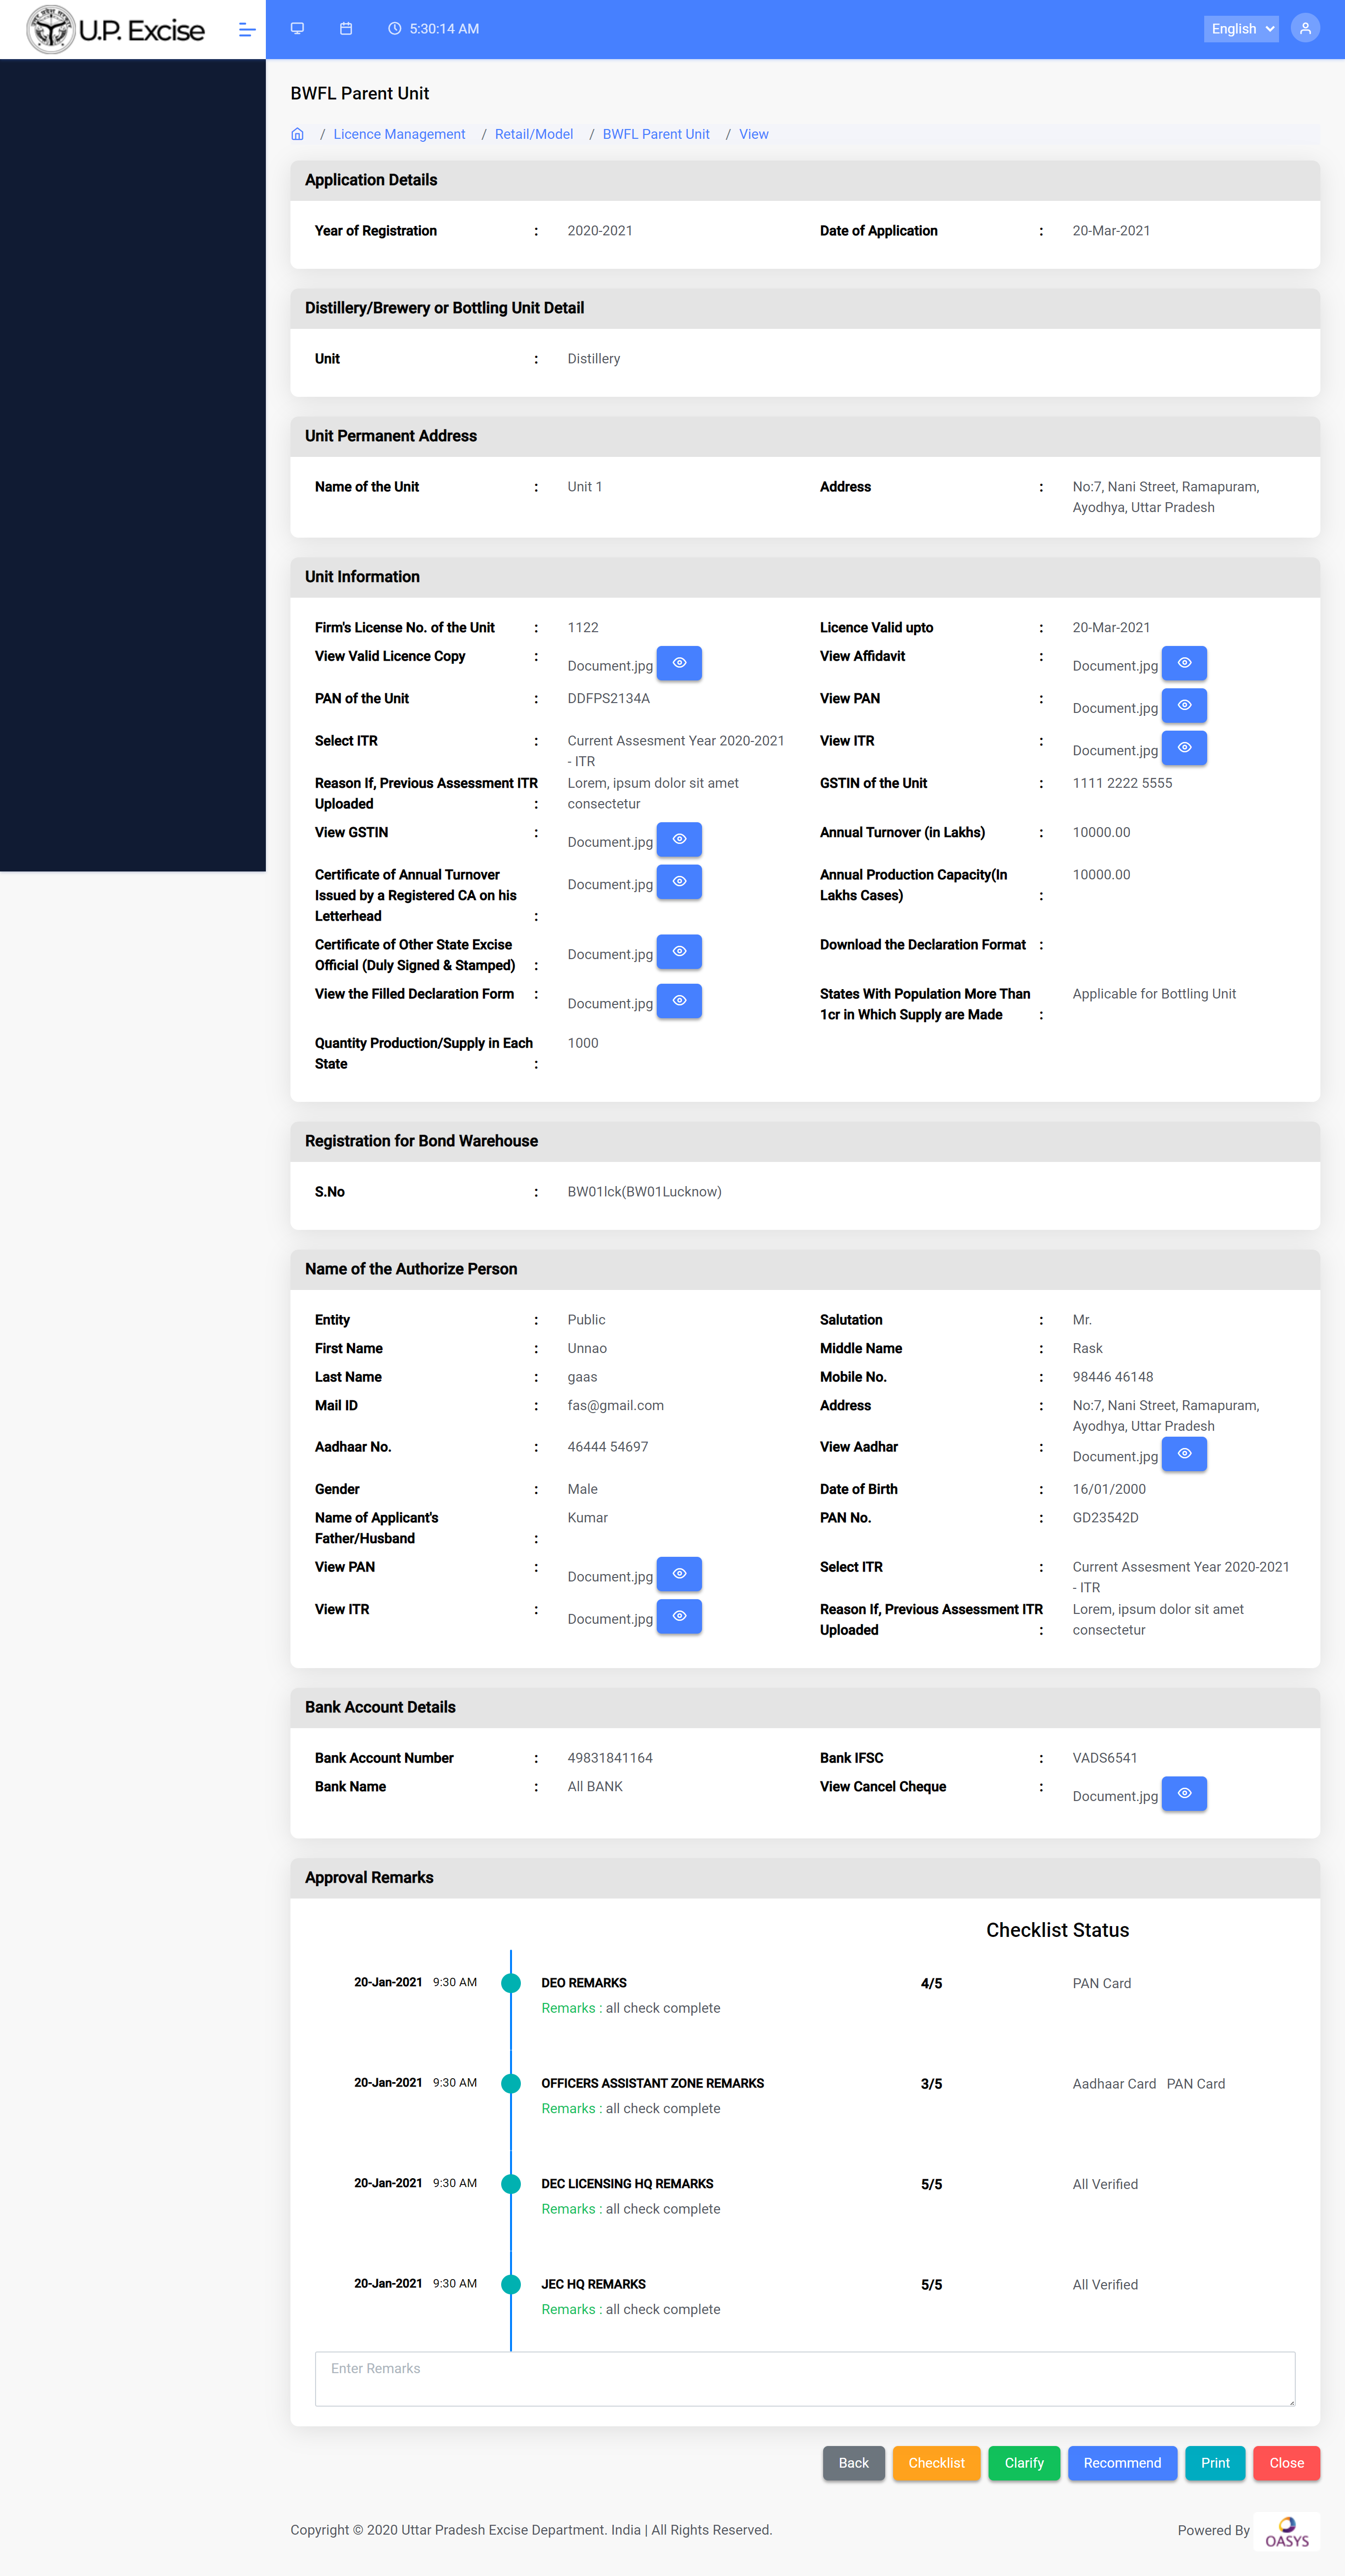 U.P. Excise
5:30:14 AM
English
BWFL Parent Unit
/ Licence Management / Retail/Model / BWFL Parent Unit / View
Application Details
Year of Registration : 2020-2021 Date of Application : 20-Mar-2021
Distillery/Brewery or Bottling Unit Detail
Unit : Distillery
Unit Permanent Address
Name of the Unit : Unit 1 Address : No:7, Nani Street, Ramapuram,
Ayodhya, Uttar Pradesh
Unit Information
Firm's License No. of the Unit : 1122 Licence Valid upto : 20-Mar-2021
View Valid Licence Copy : Document.jpg View Affidavit : Document.jpg
PAN of the Unit : DDFPS2134A View PAN : Document.jpg
Select ITR : Current Assesment Year 2020-2021 View ITR : Document.jpg
- ITR
Reason If, Previous Assessment ITR Lorem, ipsum dolor sit amet GSTIN of the Unit : 1111 2222 5555
Uploaded : consectetur
View GSTIN : Document.jpg Annual Turnover (in Lakhs) : 10000.00
Certificate of Annual Turnover Document.jpg Annual Production Capacity(In 10000.00
Issued by a Registered CA on his Lakhs Cases) :
Letterhead :
Certificate of Other State Excise Document.jpg Download the Declaration Format :
Official (Duly Signed & Stamped) :
View the Filled Declaration Form : Document.jpg States With Population More Than Applicable for Bottling Unit
1cr in Which Supply are Made :
Quantity Production/Supply in Each 1000
State :
Registration for Bond Warehouse
S.No : BW01lck(BW01Lucknow)
Name of the Authorize Person
Entity : Public Salutation : Mr.
First Name : Unnao Middle Name : Rask
Last Name : gaas Mobile No. : 98446 46148
Mail ID : fas@gmail.com Address : No:7, Nani Street, Ramapuram,
Ayodhya, Uttar Pradesh
Aadhaar No. : 46444 54697 View Aadhar : Document.jpg
Gender : Male Date of Birth : 16/01/2000
Name of Applicant's Kumar PAN No. : GD23542D
Father/Husband :
View PAN : Document.jpg Select ITR : Current Assesment Year 2020-2021
- ITR
View ITR : Document.jpg Reason If, Previous Assessment ITR Lorem, ipsum dolor sit amet
Uploaded : consectetur
Bank Account Details
Bank Account Number : 49831841164 Bank IFSC : VADS6541
Bank Name : All BANK View Cancel Cheque : Document.jpg
Approval Remarks
Checklist Status
20-Jan-2021 9:30 AM DEO REMARKS 4/5 PAN Card
Remarks : all check complete
20-Jan-2021 9:30 AM OFFICERS ASSISTANT ZONE REMARKS 3/5 Aadhaar Card PAN Card
Remarks : all check complete
20-Jan-2021 9:30 AM DEC LICENSING HQ REMARKS 5/5 All Verified
Remarks : all check complete
20-Jan-2021 9:30 AM JEC HQ REMARKS 5/5 All Verified
Remarks : all check complete
Enter Remarks
Back Checklist Clarify Recommend Print Close
Copyright © 2020 Uttar Pradesh Excise Department. India | All Rights Reserved. Powered By OASYS